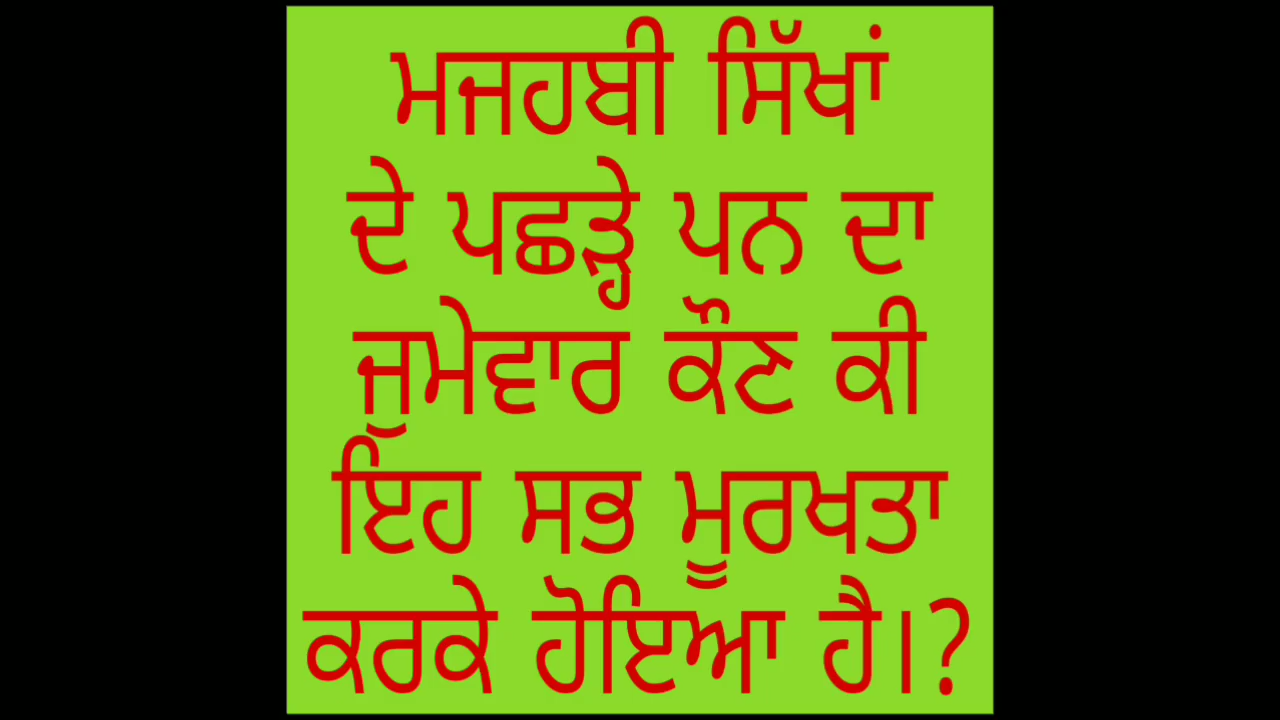 ਮਜਹਬੀ ਸਿੱਖਾਂ
ਦੇ ਪਛੜ੍ਹੇ ਪਨ ਦਾ
ਜੁਮੇਵਾਰ ਕੌਣ ਕੀ
ਇਹ ਸਭ ਮੂਰਖਤਾ
ਕਰਕੇ ਹੋਇਆ ਹੈ।?